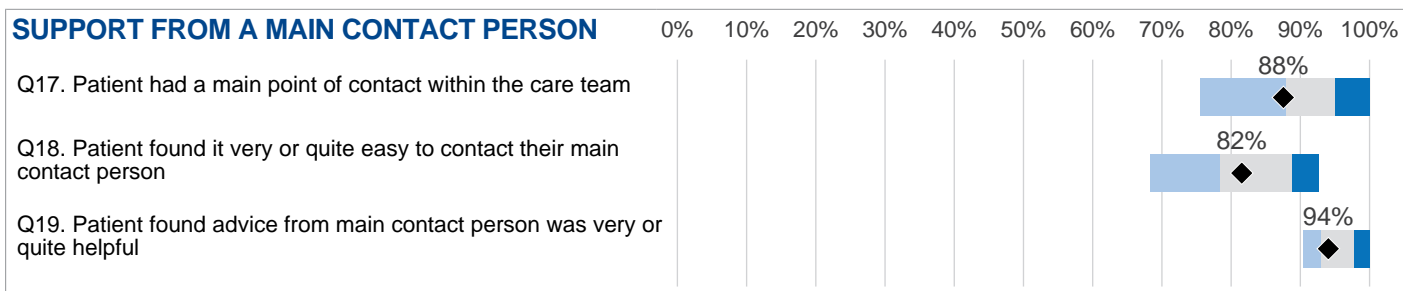 SUPPORT FROM A MAIN CONTACT PERSON 0% 10% 20% 30% 40% 50% 60% 70% 80% 90% 100%
Q17. Patient had a main point of contact within the care team
88%
Q18. Patient found it very or quite easy to contact their main
contact person
82%
Q19. Patient found advice from main contact person was very or
quite helpful
94%